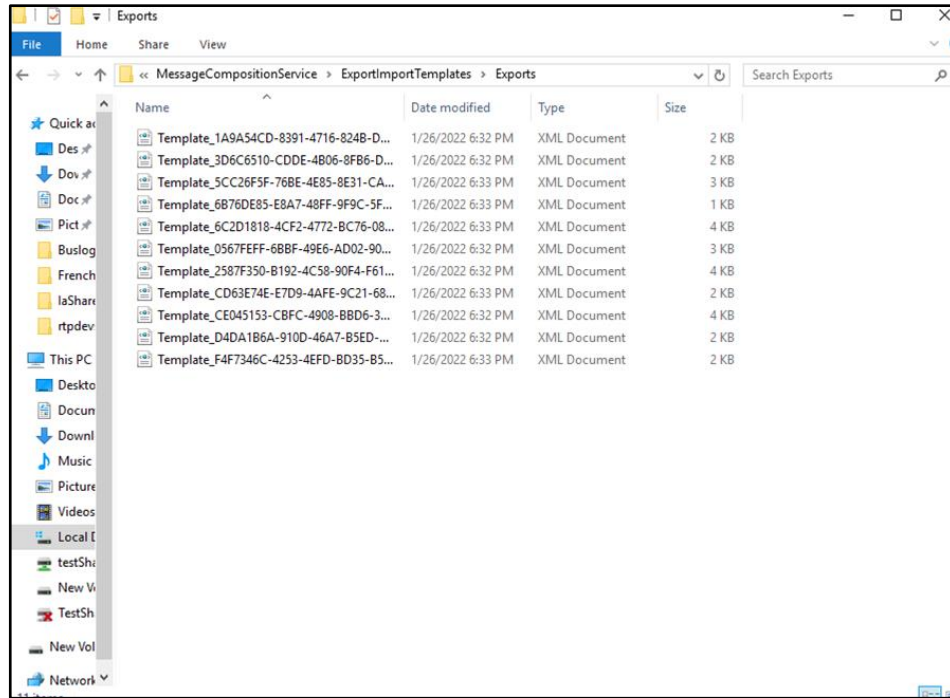 Exports
File Home Share View
« MessageCompositionService › ExportImportTemplates › Exports Search Exports
Name Date modified Type Size
Template_1A9A54CD-8391-4716-824B-D... 1/26/2022 6:32 PM XML Document 2 KB
Template_3D6C6510-CDDE-4B06-8FB6-D... 1/26/2022 6:32 PM XML Document 2 KB
Template_5CC26F5F-76BE-4E85-8E31-CA... 1/26/2022 6:33 PM XML Document 3 KB
Template_6B76DE85-E8A7-48FF-9F9C-5F... 1/26/2022 6:33 PM XML Document 1 KB
Template_6C2D1818-4CF2-4772-BC76-08... 1/26/2022 6:33 PM XML Document 4 KB
Template_0567FEFF-6BBF-49E6-AD02-90... 1/26/2022 6:32 PM XML Document 3 KB
Template_2587F350-B192-4C58-90F4-F61... 1/26/2022 6:33 PM XML Document 4 KB
Template_CD63E74E-E7D9-4AFE-9C21-68... 1/26/2022 6:33 PM XML Document 2 KB
Template_CE045153-CBFC-4908-BBD6-3... 1/26/2022 6:33 PM XML Document 4 KB
Template_D4DA1B6A-910D-46A7-B5ED-... 1/26/2022 6:32 PM XML Document 2 KB
Template_F4F7346C-4253-4EFD-BD35-B5... 1/26/2022 6:33 PM XML Document 2 KB
Quick ac
Des
Dov
Doc
Pict
Buslog
French
IaShare
rtpdev
This PC
Deskto
Docum
Downl
Music
Picture
Videos
Local D
testSha
New Vo
TestSh
New Vol
Network
11 items